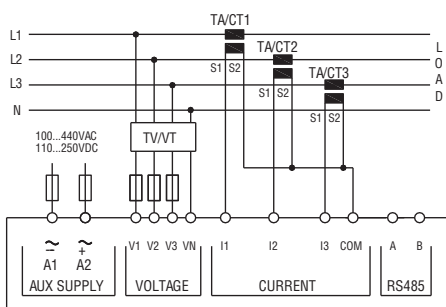 TA/CT1
L1
TA/CT2
L2
S1 S2
TA/CT3
L3
S1 S2
N
S1 S2
LOAD
100...440VAC
110...250VDC
TV/VT
~ ~
– +
A1 A2
V1 V2 V3 VN
I1 I2 I3 COM
A B
AUX SUPPLY
VOLTAGE
CURRENT
RS485